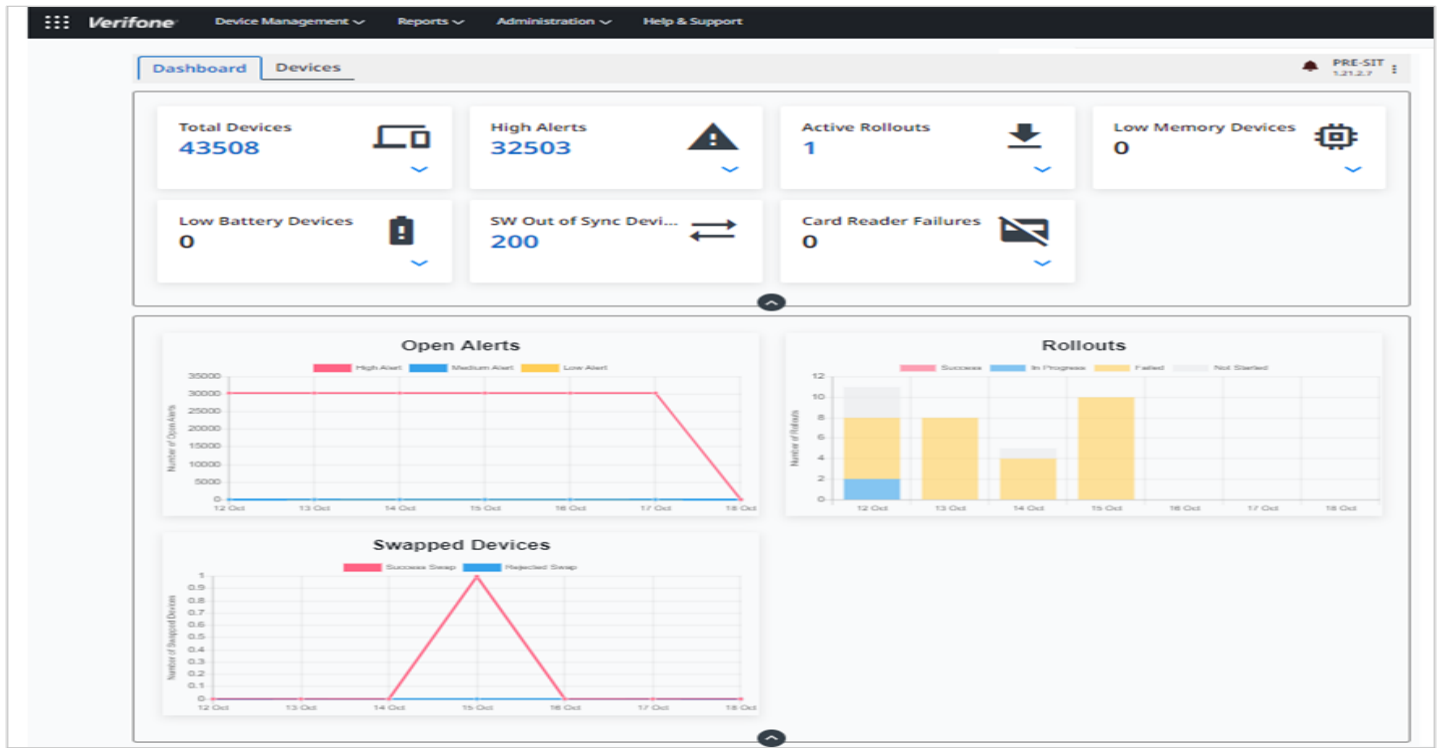 Verifone Device Management Reports Administration Help & Support
Dashboard Devices PRE-SIT
1.21.2.7
Total Devices
43508
High Alerts
32503
Active Rollouts
1
Low Memory Devices
0
Low Battery Devices
0
SW Out of Sync Devi...
200
Card Reader Failures
0
Open Alerts
High Alert Medium Alert Low Alert
Number of Open Alerts
35000
30000
25000
20000
15000
10000
5000
0
12 Oct 13 Oct 14 Oct 15 Oct 16 Oct 17 Oct 18 Oct
Rollouts
Success In Progress Failed Not Started
Number of Rollouts
12
10
8
6
4
2
0
12 Oct 13 Oct 14 Oct 15 Oct 16 Oct 17 Oct 18 Oct
Swapped Devices
Success Swap Rejected Swap
Number of Swapped Devices
1
0.9
0.8
0.7
0.6
0.5
0.4
0.3
0.2
0.1
0
12 Oct 13 Oct 14 Oct 15 Oct 16 Oct 17 Oct 18 Oct